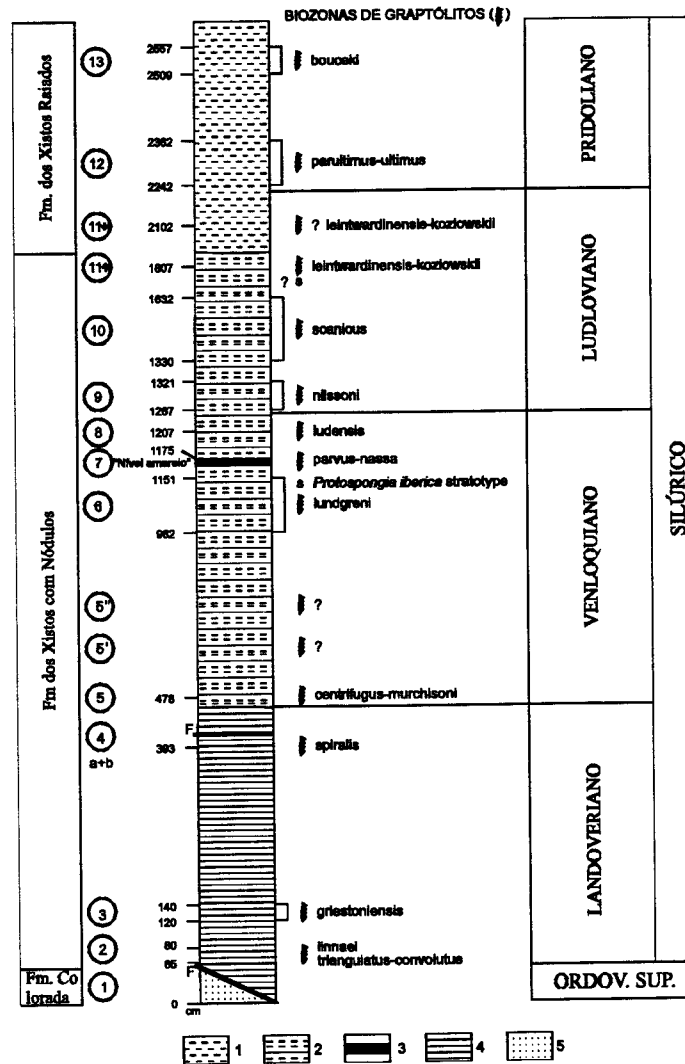 BIOZONAS DE GRAPTÓLITOS ( )
Fm. dos Xistos Raiados
Fm dos Xistos com Nódulos
Fm. Co
lorada
13
2557
2509
bouceki
12
2362
2242
parultimus-ultimus
11
2102
? leintwardinensis-kozlowskii
11
1807
leintwardinensis-kozlowskii
? s
10
1632
1330
scanicus
9
1321
1267
nilssoni
8
1207
ludensis
7
1175
"Nível amarelo"
parvus-nassa
1151
s Protospongia iberica stratotype
6
lundgreni
962
5''
?
5'
?
5
478
centrifugus-murchisoni
4
a+b
F
393
spiralis
3
140
120
griestoniensis
2
80
65
linnaei
triangulatus-convolutus
F
1
0
cm
PRIDOLIANO
LUDLOVIANO
VENLOQUIANO
LANDOVERIANO
SILÚRICO
ORDOV. SUP.
1
2
3
4
5